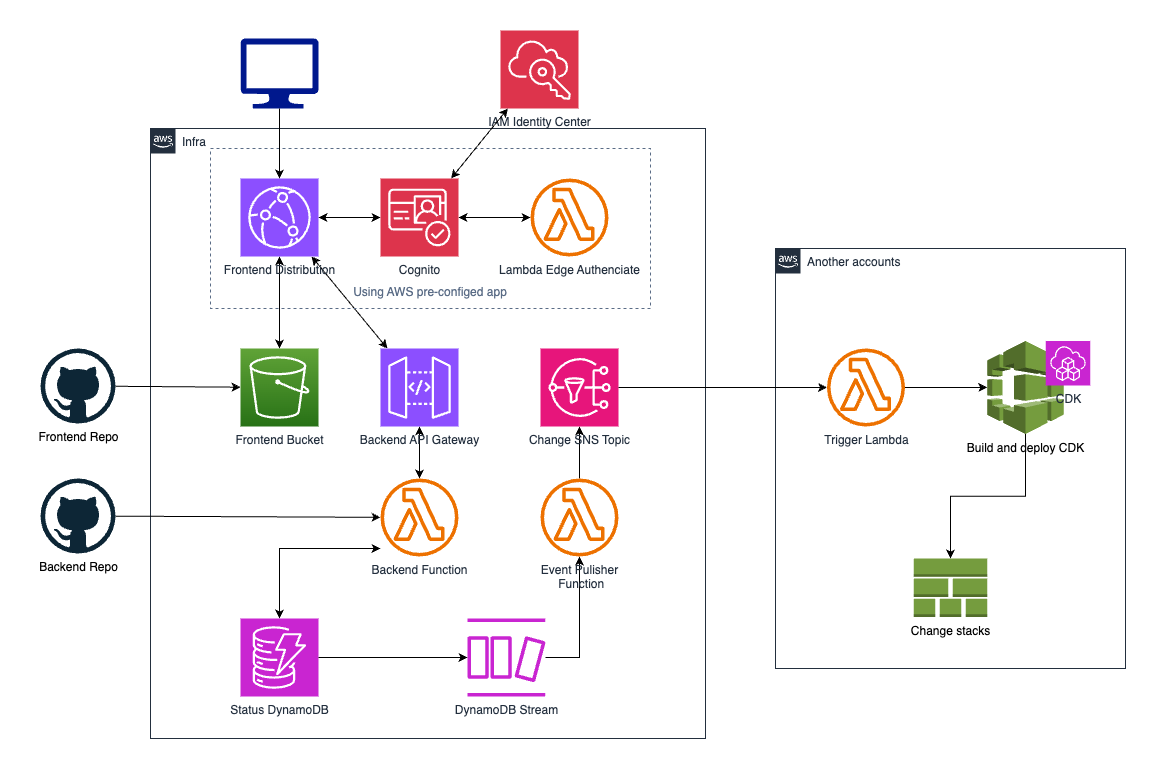 IAM Identity Center
aws
Infra
Frontend Distribution
Cognito
Lambda Edge Authenciate
Using AWS pre-configed app
aws
Another accounts
Frontend Repo
Frontend Bucket
Backend API Gateway
Change SNS Topic
Trigger Lambda
CDK
Build and deploy CDK
Backend Repo
Backend Function
Event Pulisher
Function
Change stacks
Status DynamoDB
DynamoDB Stream